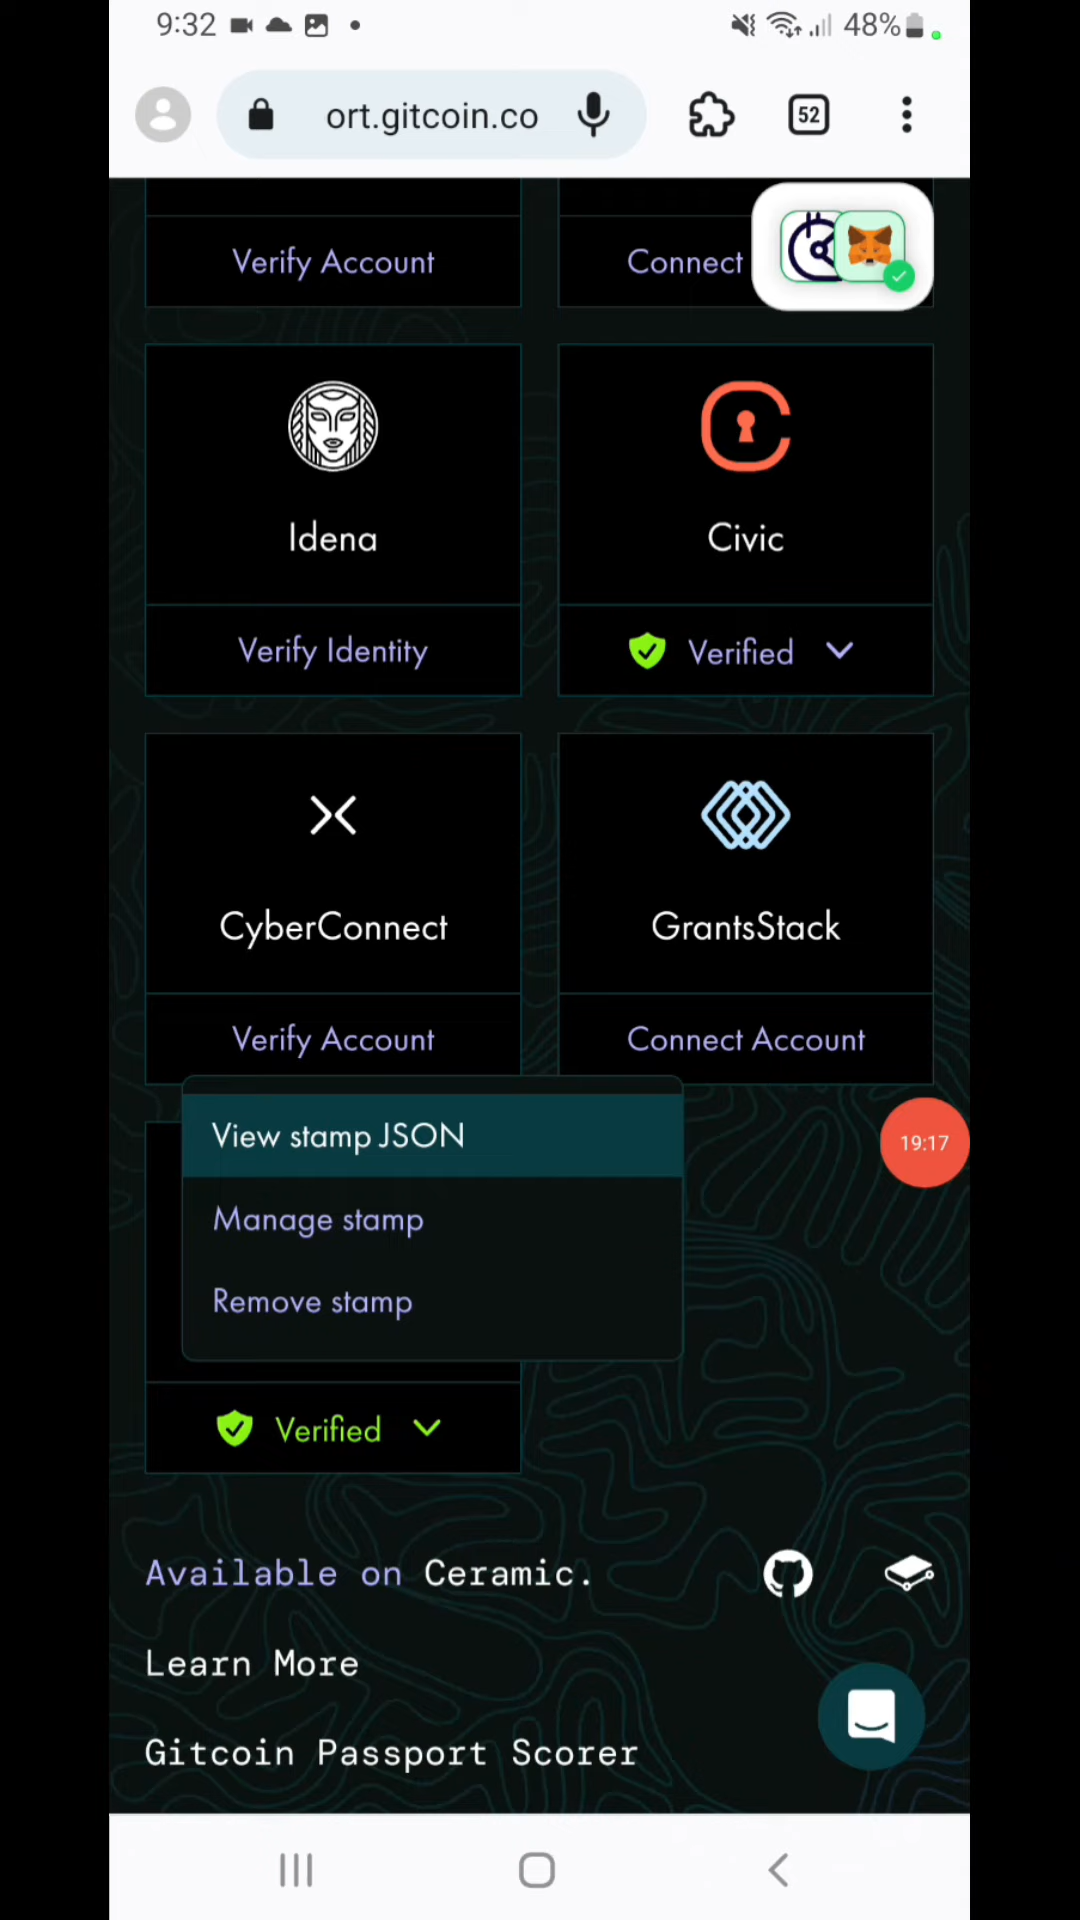 9:32
48%
ort.gitcoin.co
52
Verify Account
Connect
Idena
Civic
Verify Identity
Verified
CyberConnect
GrantsStack
Verify Account
Connect Account
View stamp JSON
19:17
Manage stamp
Remove stamp
Verified
Available on Ceramic.
Learn More
Gitcoin Passport Scorer